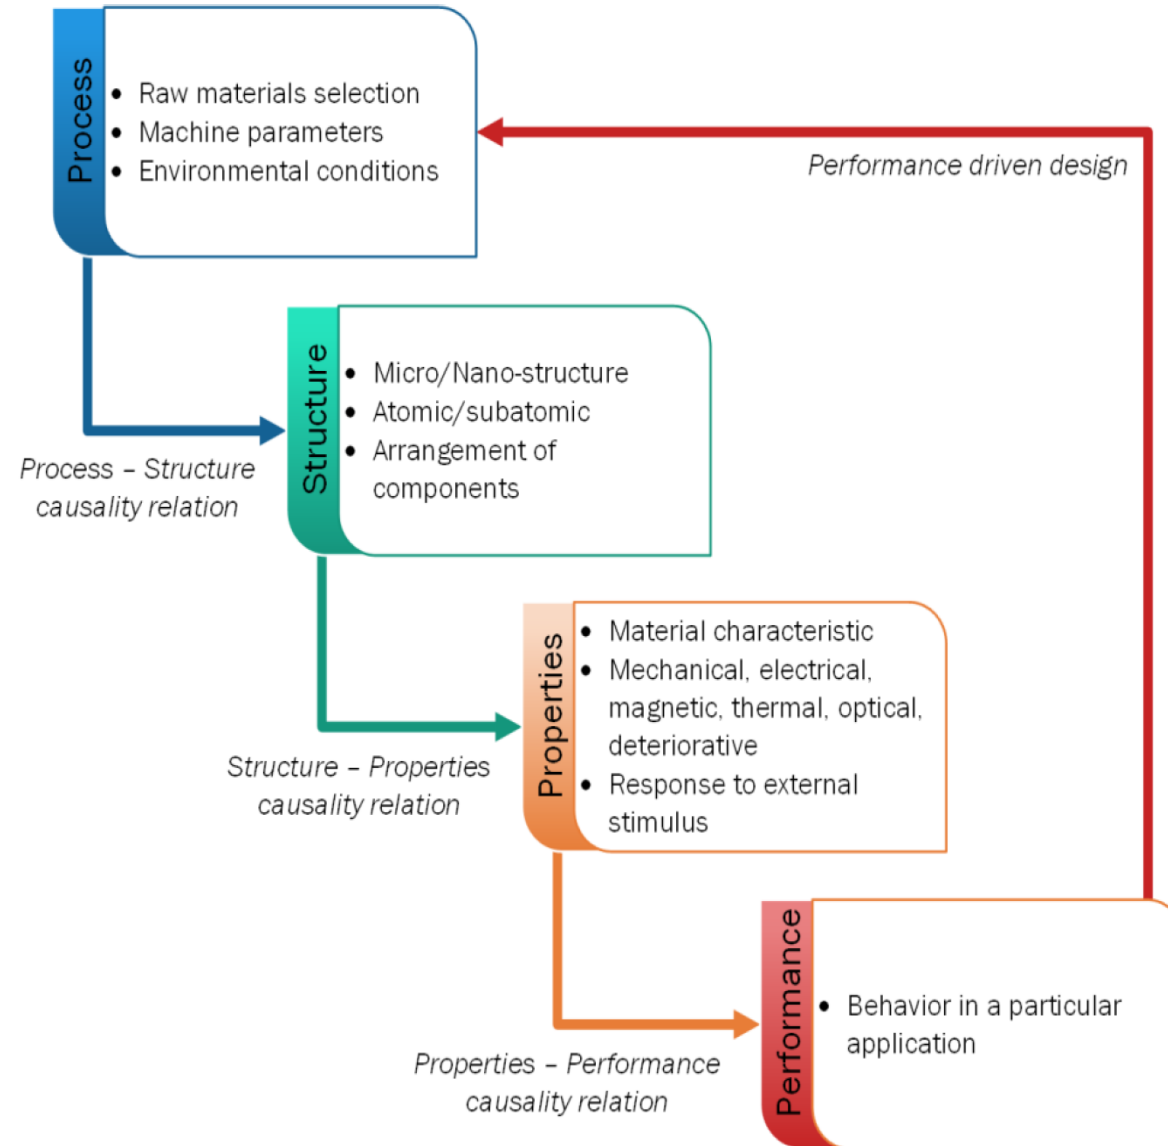 Process
• Raw materials selection
• Machine parameters
• Environmental conditions
Performance driven design
Process – Structure
causality relation
Structure
• Micro/Nano-structure
• Atomic/subatomic
• Arrangement of
components
Structure – Properties
causality relation
Properties
• Material characteristic
• Mechanical, electrical,
magnetic, thermal, optical,
deteriorative
• Response to external
stimulus
Properties – Performance
causality relation
Performance
• Behavior in a particular
application